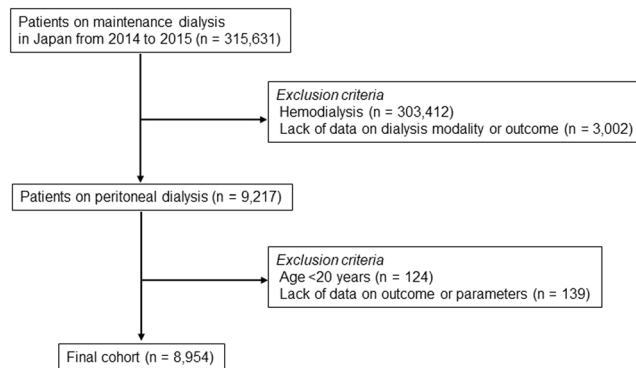 Patients on maintenance dialysis
in Japan from 2014 to 2015 (n = 315,631)
Exclusion criteria
Hemodialysis (n = 303,412)
Lack of data on dialysis modality or outcome (n = 3,002)
Patients on peritoneal dialysis (n = 9,217)
Exclusion criteria
Age <20 years (n = 124)
Lack of data on outcome or parameters (n = 139)
Final cohort (n = 8,954)